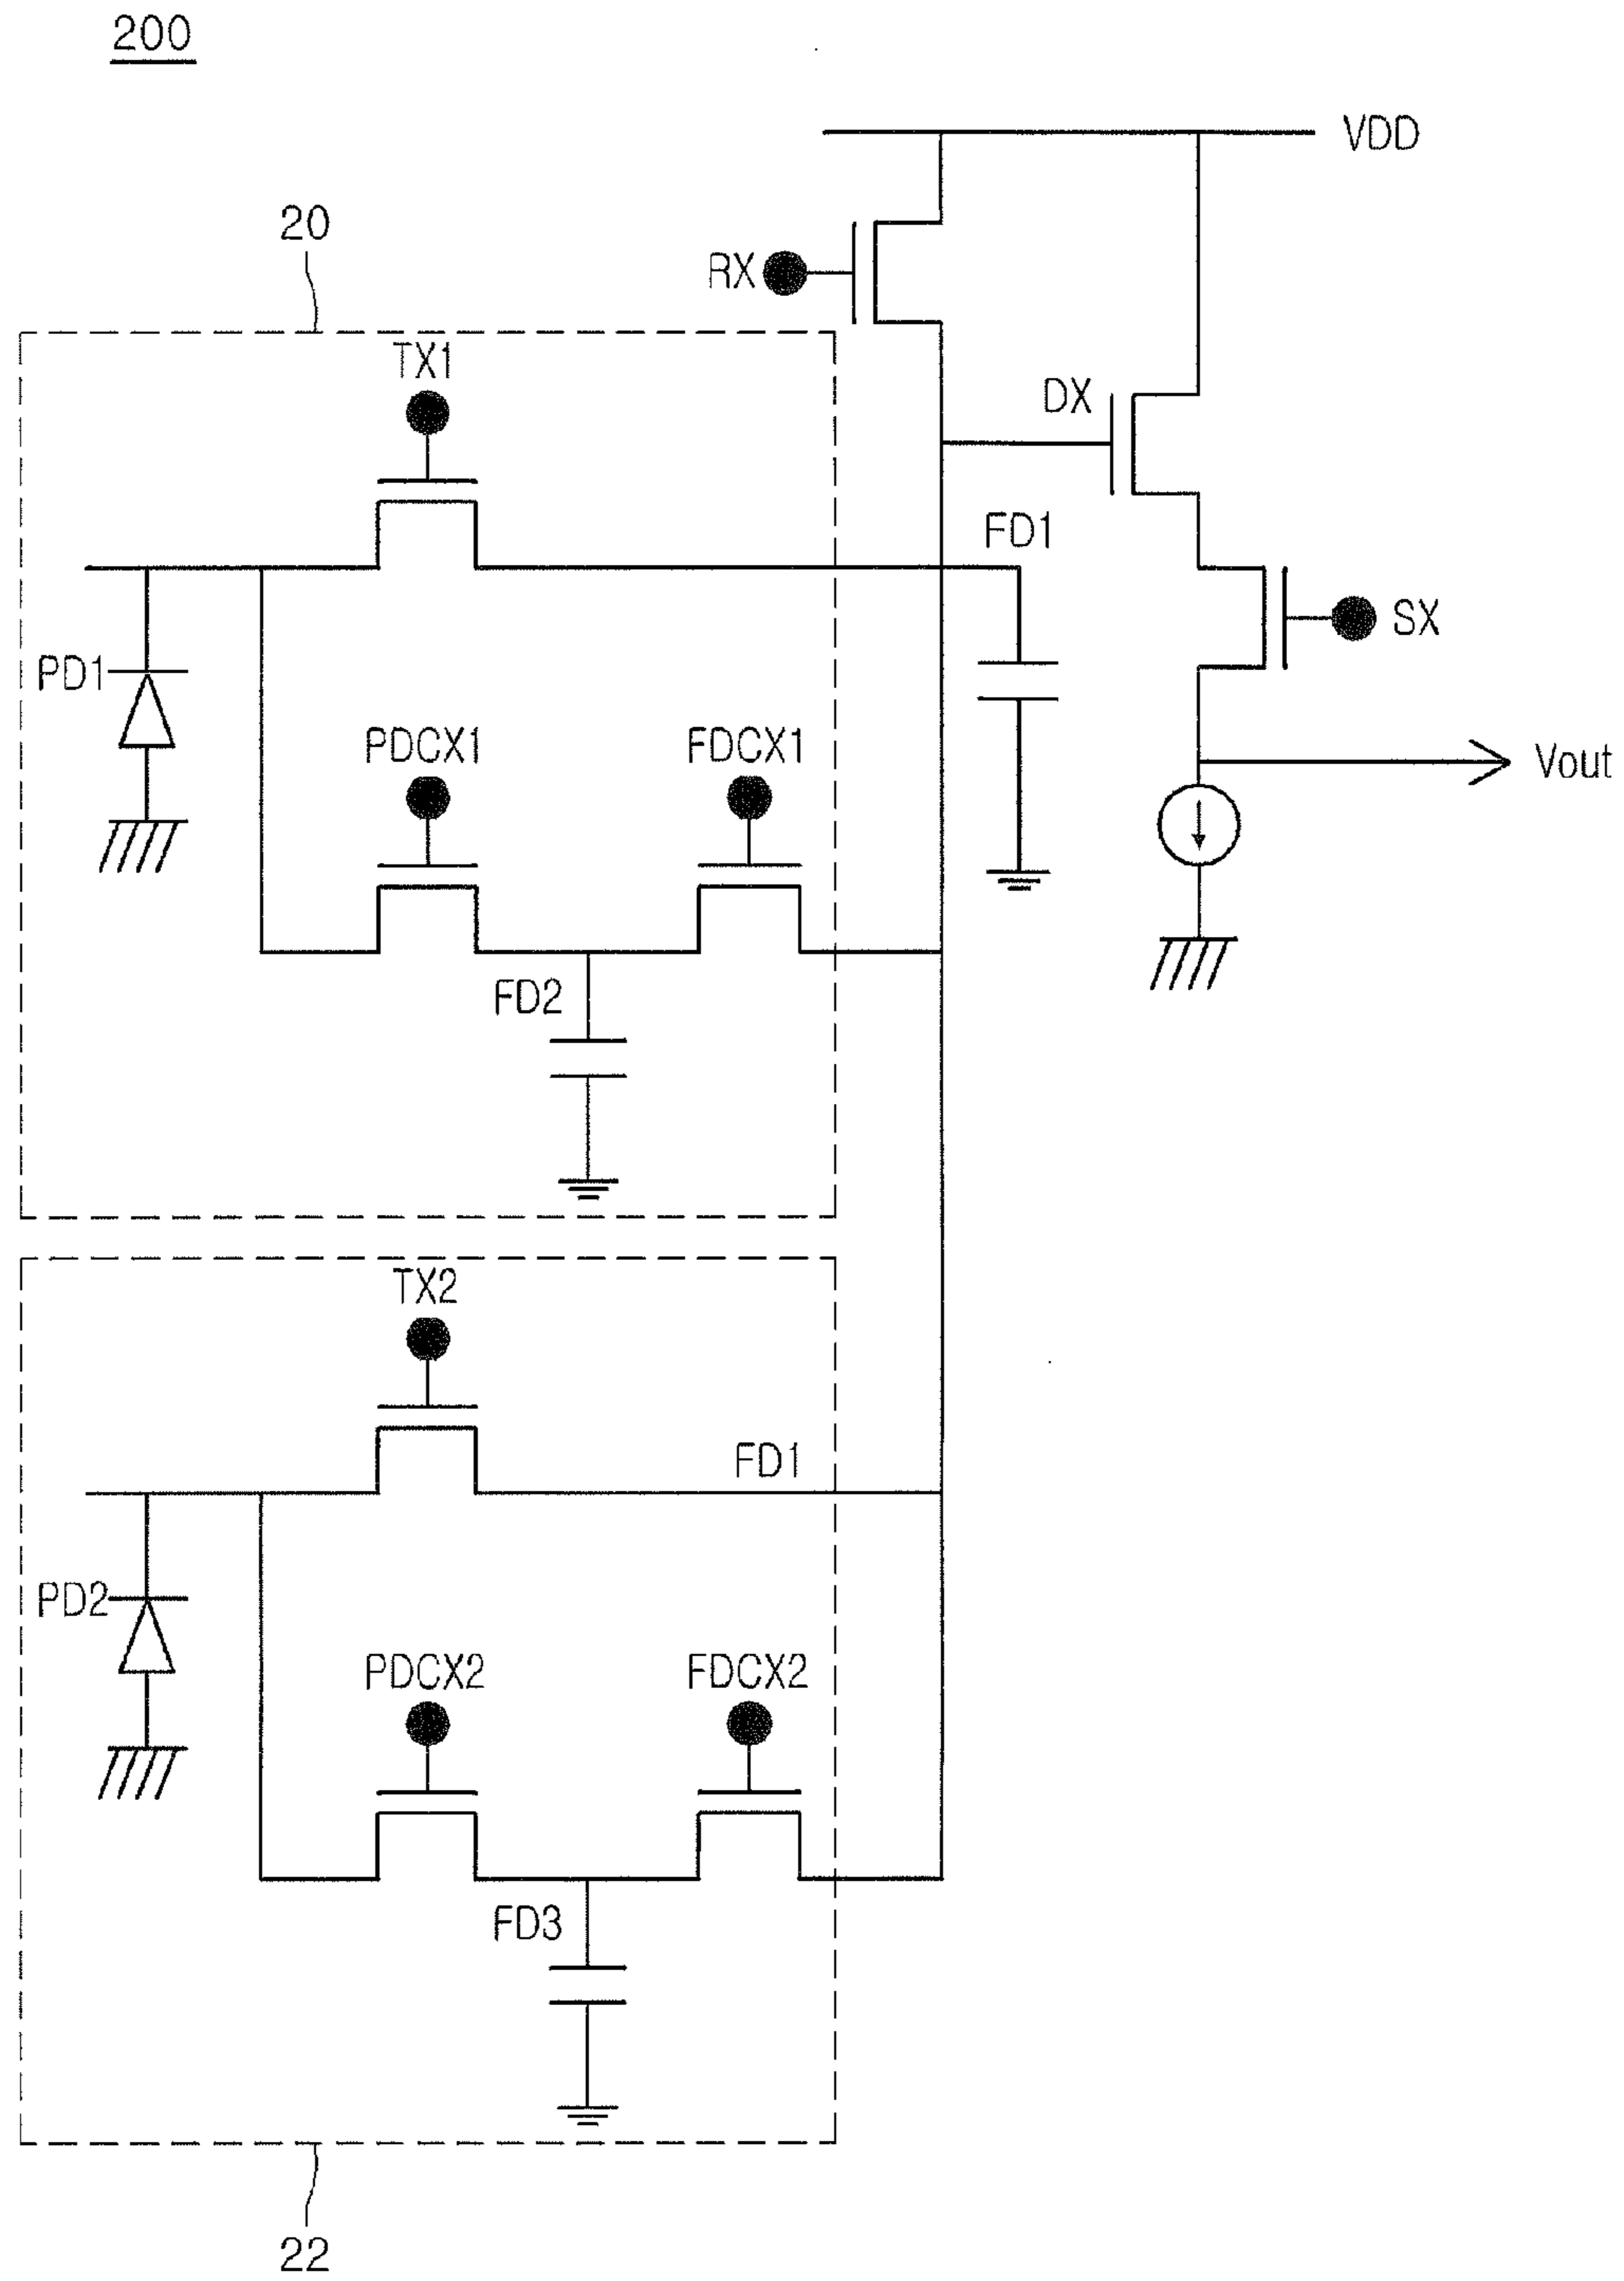 200
VDD
20
RX
TX1
DX
FD1
SX
PD1
PDCX1
FDCX1
Vout
FD2
TX2
FD1
PD2
PDCX2
FDCX2
FD3
22